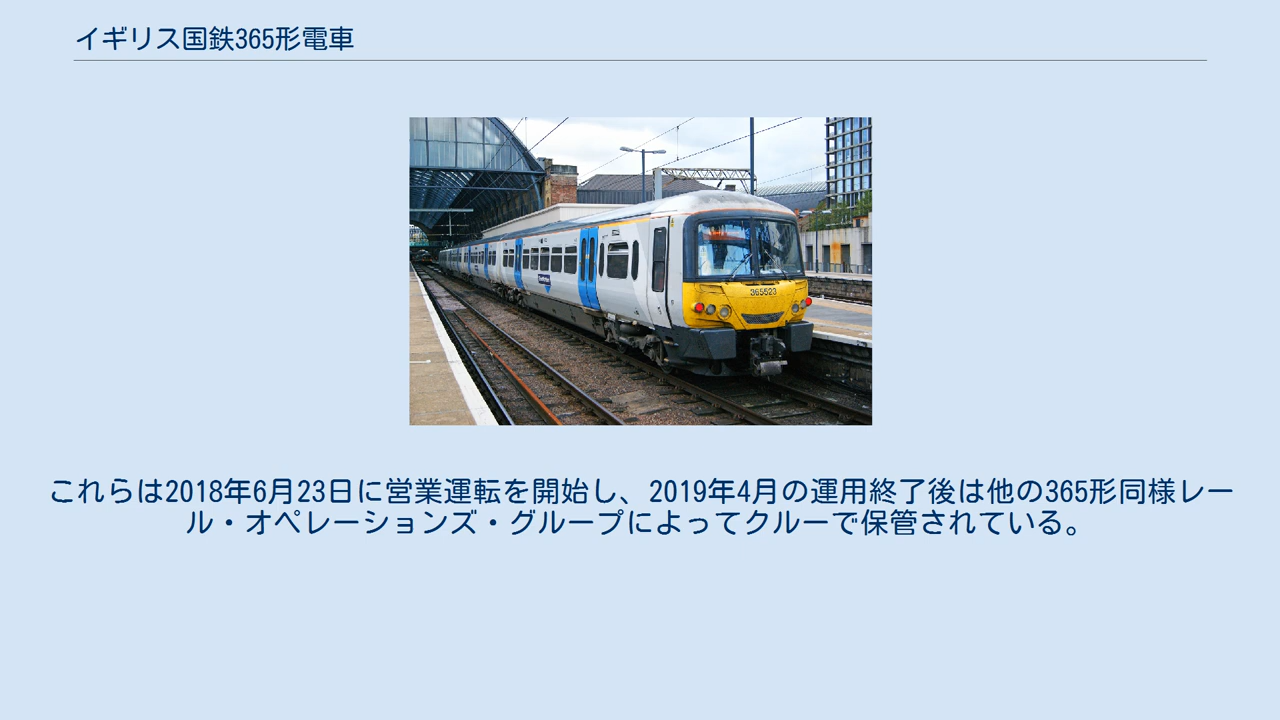 イギリス国鉄365形電車
365523
これらは2018年6月23日に営業運転を開始し、2019年4月の運用終了後は他の365形同様レー
ル・オペレーションズ・グループによってクルーで保管されている。